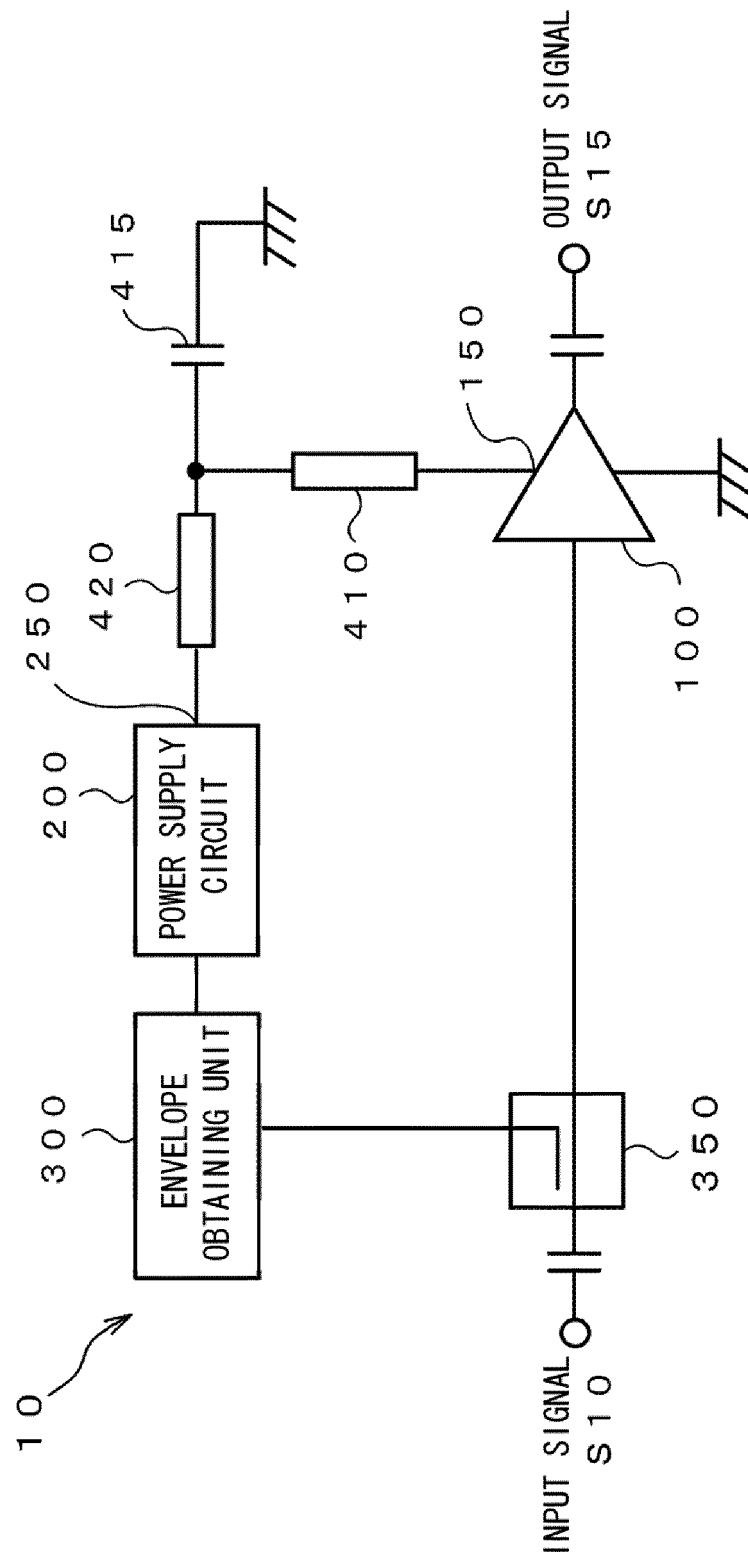 10
300
ENVELOPE
OBTAINING UNIT
200
POWER SUPPLY
CIRCUIT
250
420
415
410
150
100
350
INPUT SIGNAL
S10
OUTPUT SIGNAL
S15